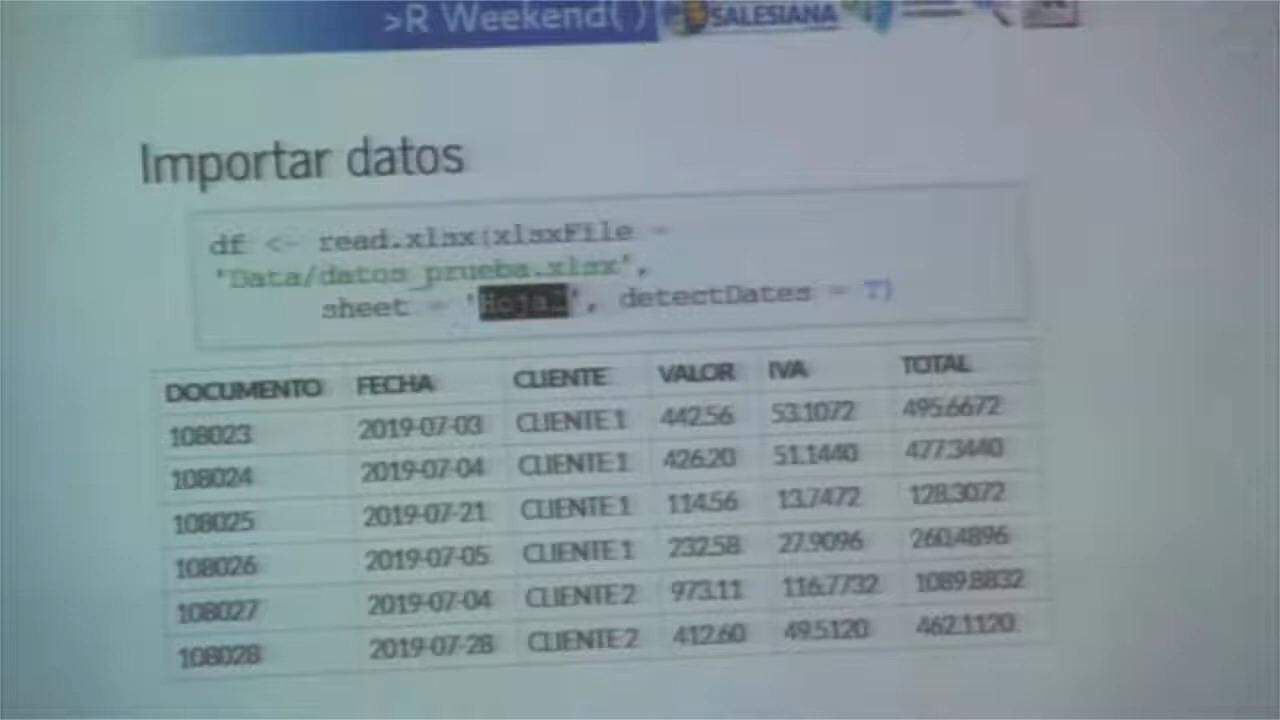 >R Weekend( )
SALESIANA
Importar datos
df <- read.xlsx(xlsxFile =
'Data/datos_prueba.xlsx',
sheet = 'Hoja1', detectDates = T)
DOCUMENTO FECHA CLIENTE VALOR IVA TOTAL
108023 2019-07-03 CLIENTE 1 442.56 53.1072 495.6672
108024 2019-07-04 CLIENTE 1 426.20 51.1440 477.3440
108025 2019-07-21 CLIENTE 1 114.56 13.7472 128.3072
108026 2019-07-05 CLIENTE 1 232.58 27.9096 260.4896
108027 2019-07-04 CLIENTE 2 973.11 116.7732 1089.8832
108028 2019-07-28 CLIENTE 2 412.60 49.5120 462.1120